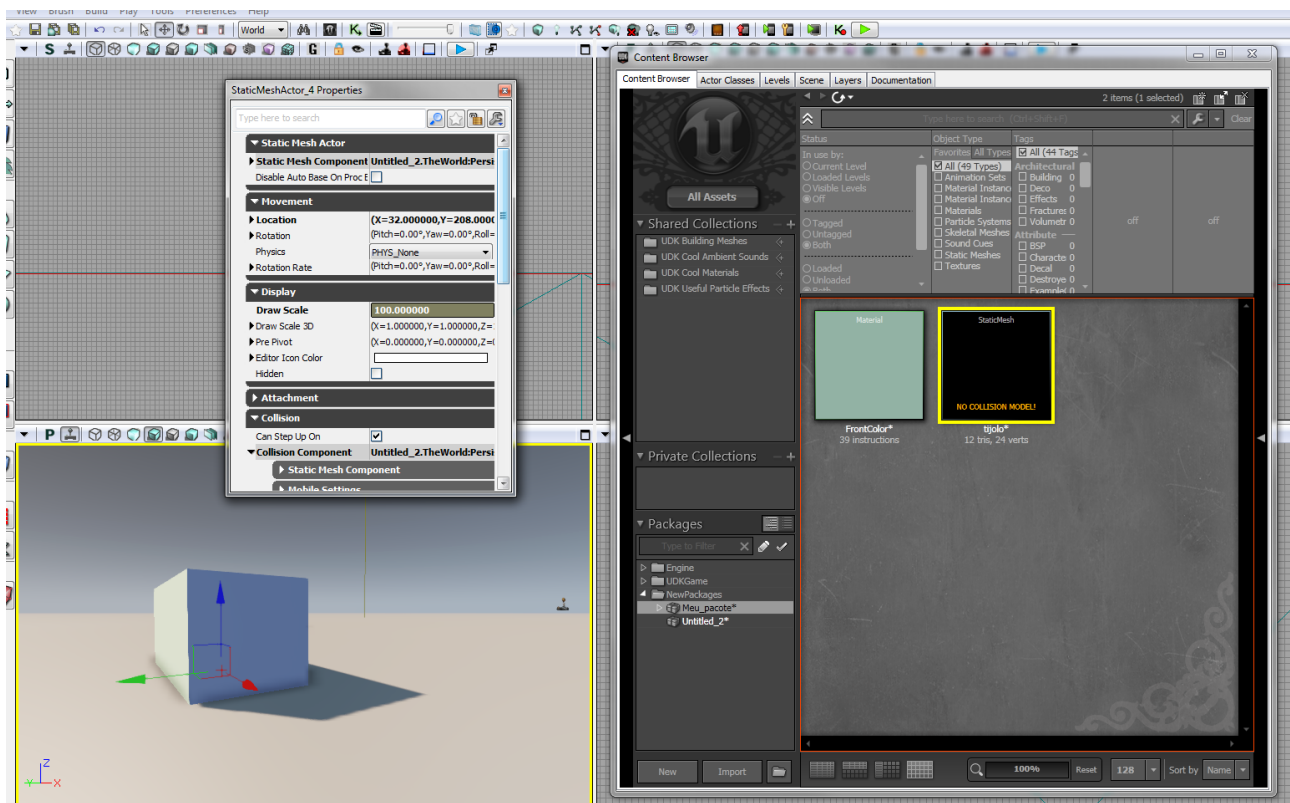 View Brush Build Play Tools Preferences Help
World
S
G
P
StaticMeshActor_4 Properties
Type here to search
Static Mesh Actor
Static Mesh Component Untitled_2.TheWorld:Persi
Disable Auto Base On Proc E
Movement
Location (X=32.000000,Y=208.0000
Rotation (Pitch=0.00°,Yaw=0.00°,Roll=
Physics PHYS_None
Rotation Rate (Pitch=0.00°,Yaw=0.00°,Roll=
Display
Draw Scale 100.000000
Draw Scale 3D (X=1.000000,Y=1.000000,Z=
Pre Pivot (X=0.000000,Y=0.000000,Z=(
Editor Icon Color
Hidden
Attachment
Collision
Can Step Up On
Collision Component Untitled_2.TheWorld:Persi
Static Mesh Component
Mobile Settings
Z
Y X
Content Browser
Content Browser Actor Classes Levels Scene Layers Documentation
2 items (1 selected)
Type here to search (Ctrl+Shift+F)
Clear
Status
In use by:
Current Level
Loaded Levels
Visible Levels
Off
Tagged
Untagged
Both
Loaded
Unloaded
Both
Object Type
Favorites All Types
All (49 Types)
Animation Sets
Material Instanc
Material Instanc
Materials
Particle Systems
Skeletal Meshes
Sound Cues
Static Meshes
Textures
Tags
All (44 Tags
Architectural
Building 0
Deco 0
Effects 0
Fractures 0
Volumetr 0
Attribute
BSP 0
Characte 0
Decal 0
Destroye 0
Example( 0
off
off
All Assets
Shared Collections
UDK Building Meshes
UDK Cool Ambient Sounds
UDK Cool Materials
UDK Useful Particle Effects
Private Collections
Packages
Type to Filter
Engine
UDKGame
NewPackages
Meu_pacote*
Untitled_2*
New Import
Material
FrontColor*
39 instructions
StaticMesh
NO COLLISION MODEL!
tijolo*
12 tris, 24 verts
100% Reset 128 Sort by Name